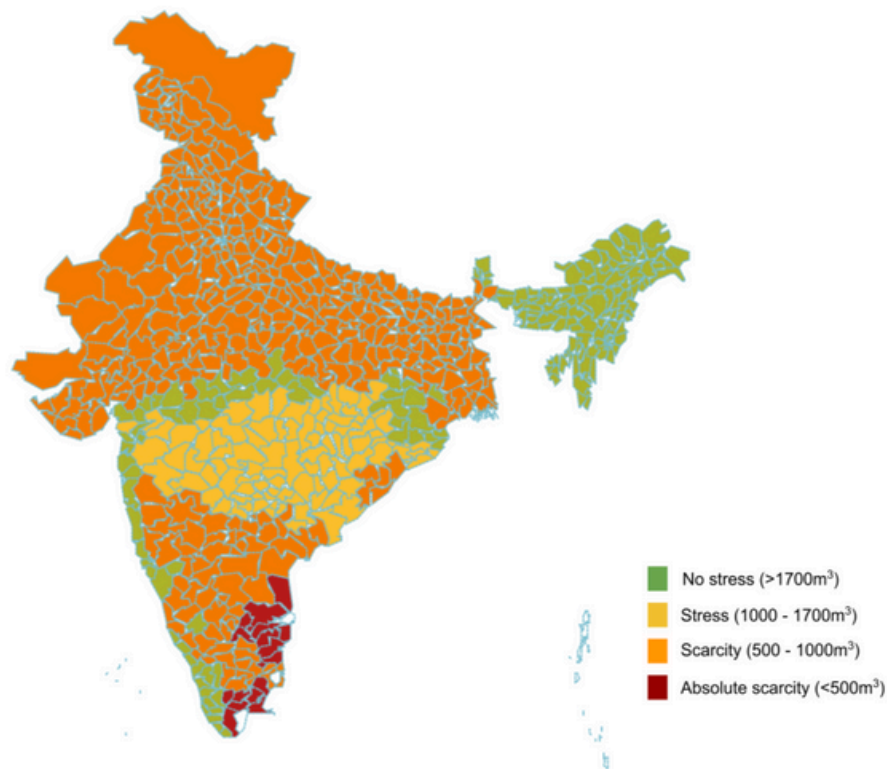 No stress (>1700m³)
Stress (1000 - 1700m³)
Scarcity (500 - 1000m³)
Absolute scarcity (<500m³)